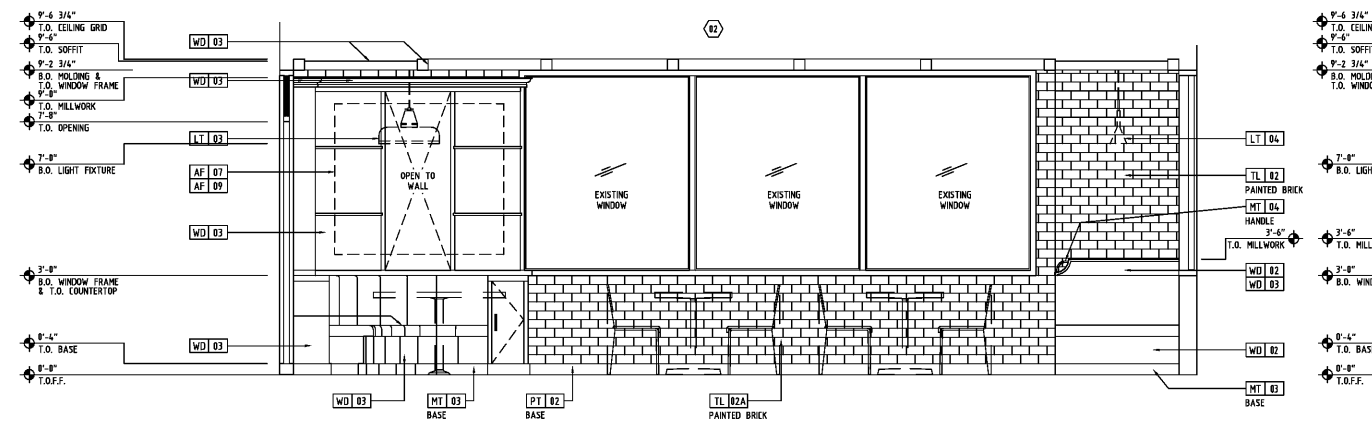 9'-6 3/4"
T.O. CEILING GRID
9'-6"
T.O. SOFFIT
9'-2 3/4"
B.O. MOLDING &
T.O. WINDOW FRAME
9'-0"
T.O. MILLWORK
7'-8"
T.O. OPENING
7'-0"
B.O. LIGHT FIXTURE
3'-0"
B.O. WINDOW FRAME
& T.O. COUNTERTOP
0'-4"
T.O. BASE
0'-0"
T.O.F.F.
WD 03
WD 03
LT 03
AF 07
AF 09
WD 03
WD 03
02
OPEN TO
WALL
EXISTING
WINDOW
EXISTING
WINDOW
EXISTING
WINDOW
WD 03
MT 03
BASE
PT 02
BASE
TL 02A
PAINTED BRICK
LT 04
TL 02
PAINTED BRICK
MT 04
HANDLE
3'-6"
T.O. MILLWORK
WD 02
WD 03
WD 02
MT 03
BASE
9'-6 3/4"
T.O. CEILIN
9'-6"
T.O. SOFFIT
9'-2 3/4"
B.O. MOLDI
T.O. WINDO
7'-0"
B.O. LIGH
3'-6"
T.O. MILL
3'-0"
B.O. WIND
0'-4"
T.O. BASE
0'-0"
T.O.F.F.